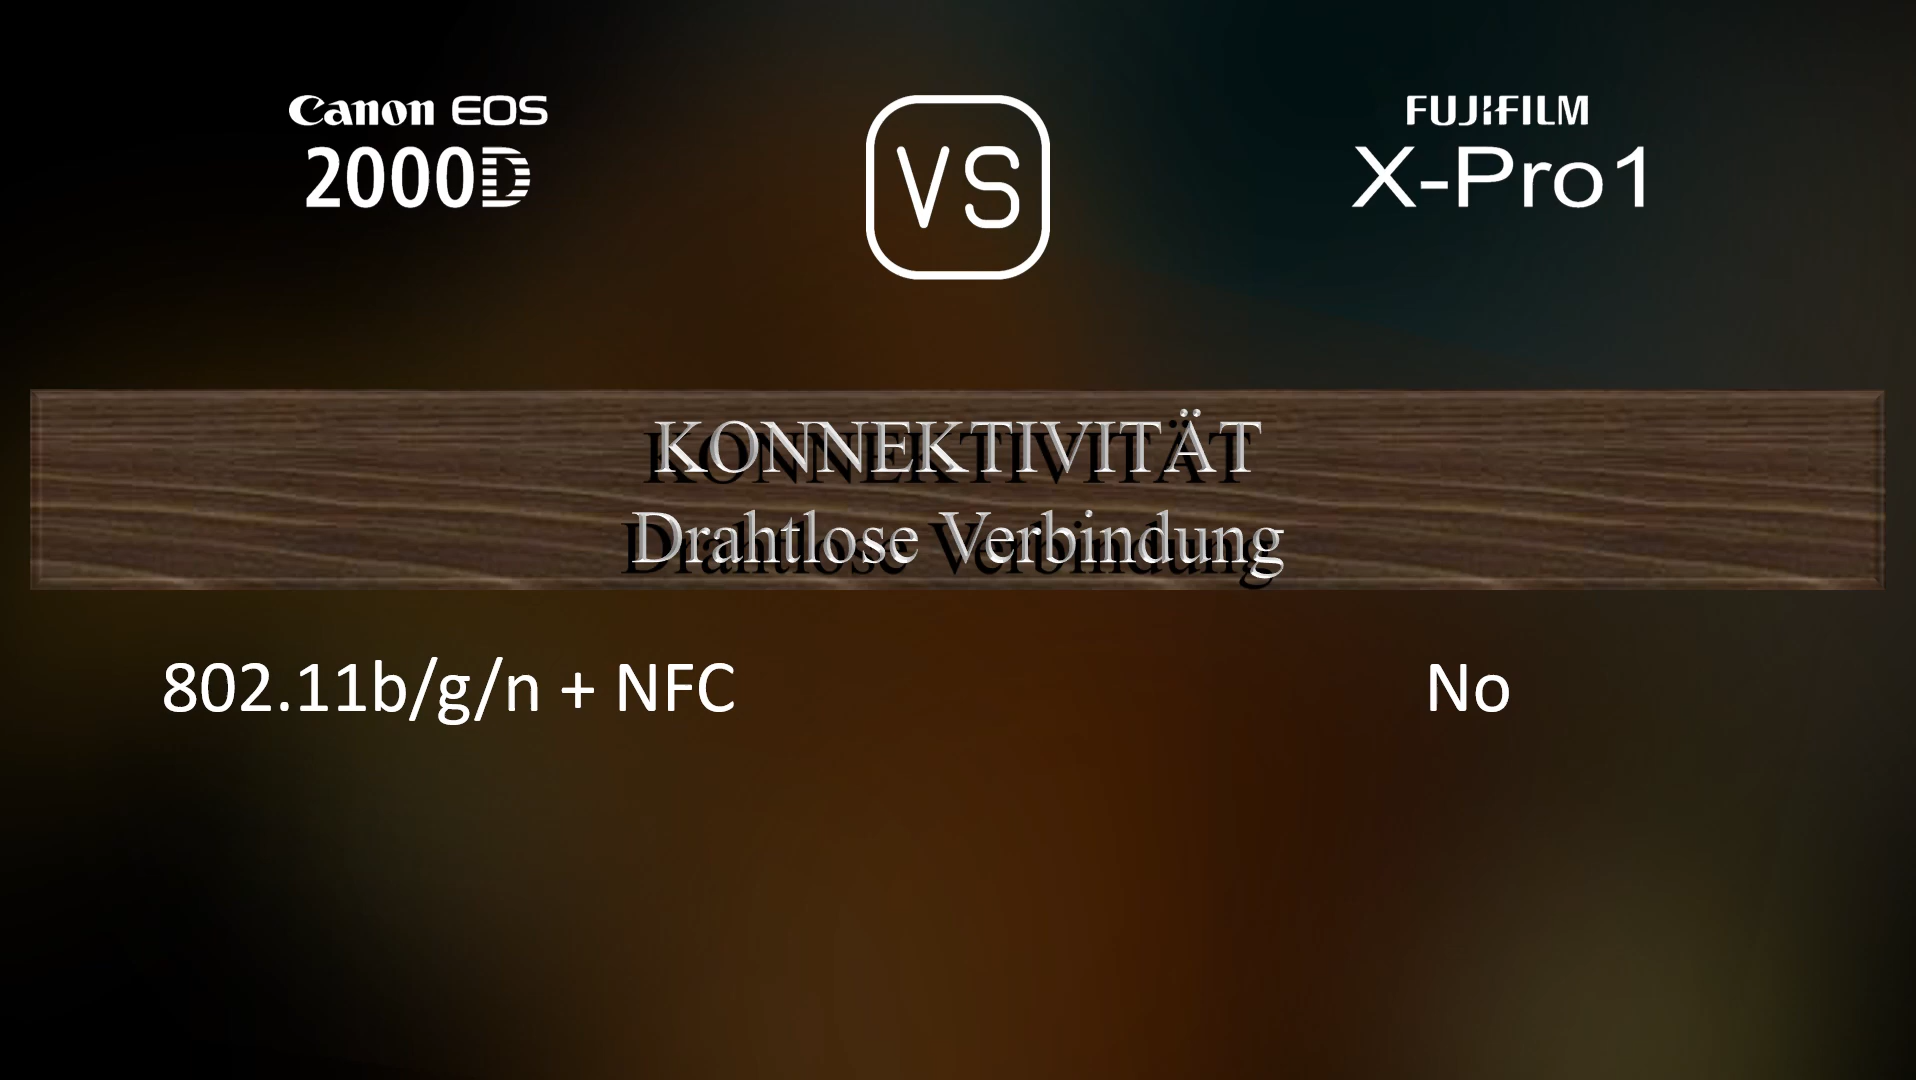 Canon EOS
2000D
VS
FUJIFILM
X-Pro1
KONNEKTIVITÄT
Drahtlose Verbindung
802.11b/g/n + NFC
No